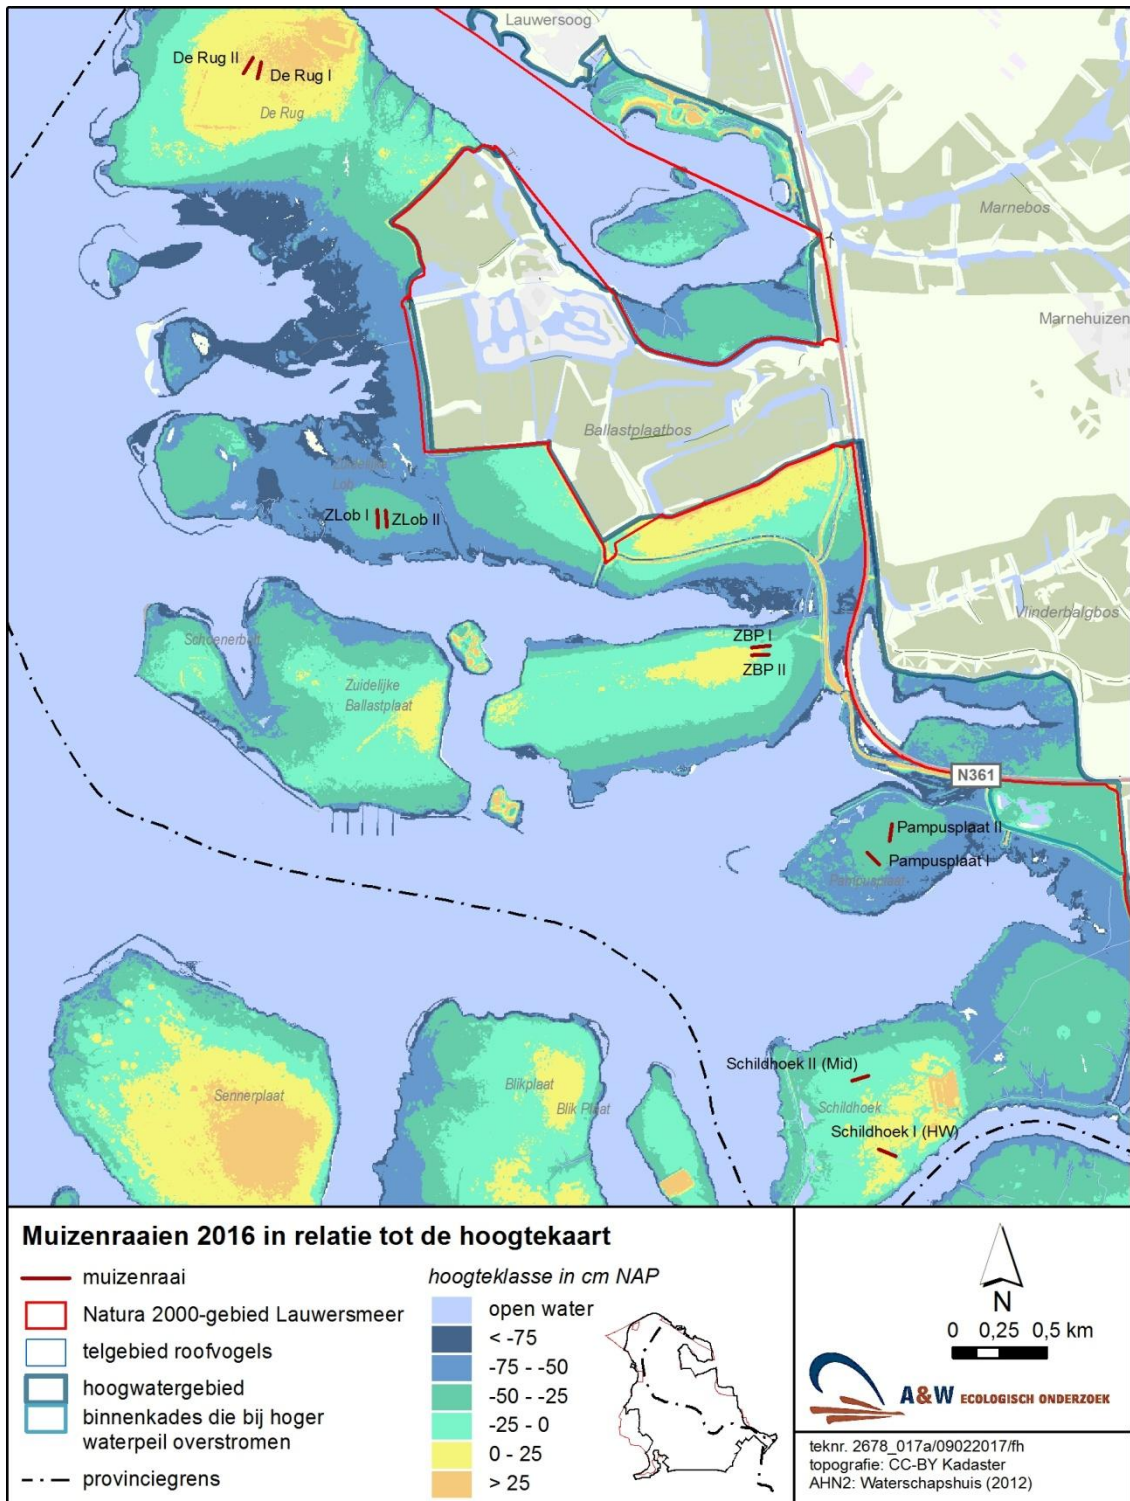 Lauwersoog
De Rug II
De Rug I
De Rug
Marnebos
Marnehuizen
Ballastplaatbos
Zuidelijke
Lob
ZLob I
ZLob II
Vlinderbalgbos
Schoenerbult
ZBP I
ZBP II
Zuidelijke
Ballastplaat
N361
Pampusplaat II
Pampusplaat I
Pampusplaat
Schildhoek II (Mid)
Blikplaat
Sennerplaat
Blik Plaat
Schildhoek
Schildhoek I (HW)
Muizenraaien 2016 in relatie tot de hoogtekaart
muizenraai
Natura 2000-gebied Lauwersmeer
telgebied roofvogels
hoogwatergebied
binnenkades die bij hoger
waterpeil overstromen
provinciegrens
hoogteklasse in cm NAP
open water
< -75
-75 - -50
-50 - -25
-25 - 0
0 - 25
> 25
N
0 0,25 0,5 km
A&W ECOLOGISCH ONDERZOEK
teknr. 2678_017a/09022017/fh
topografie: CC-BY Kadaster
AHN2: Waterschapshuis (2012)